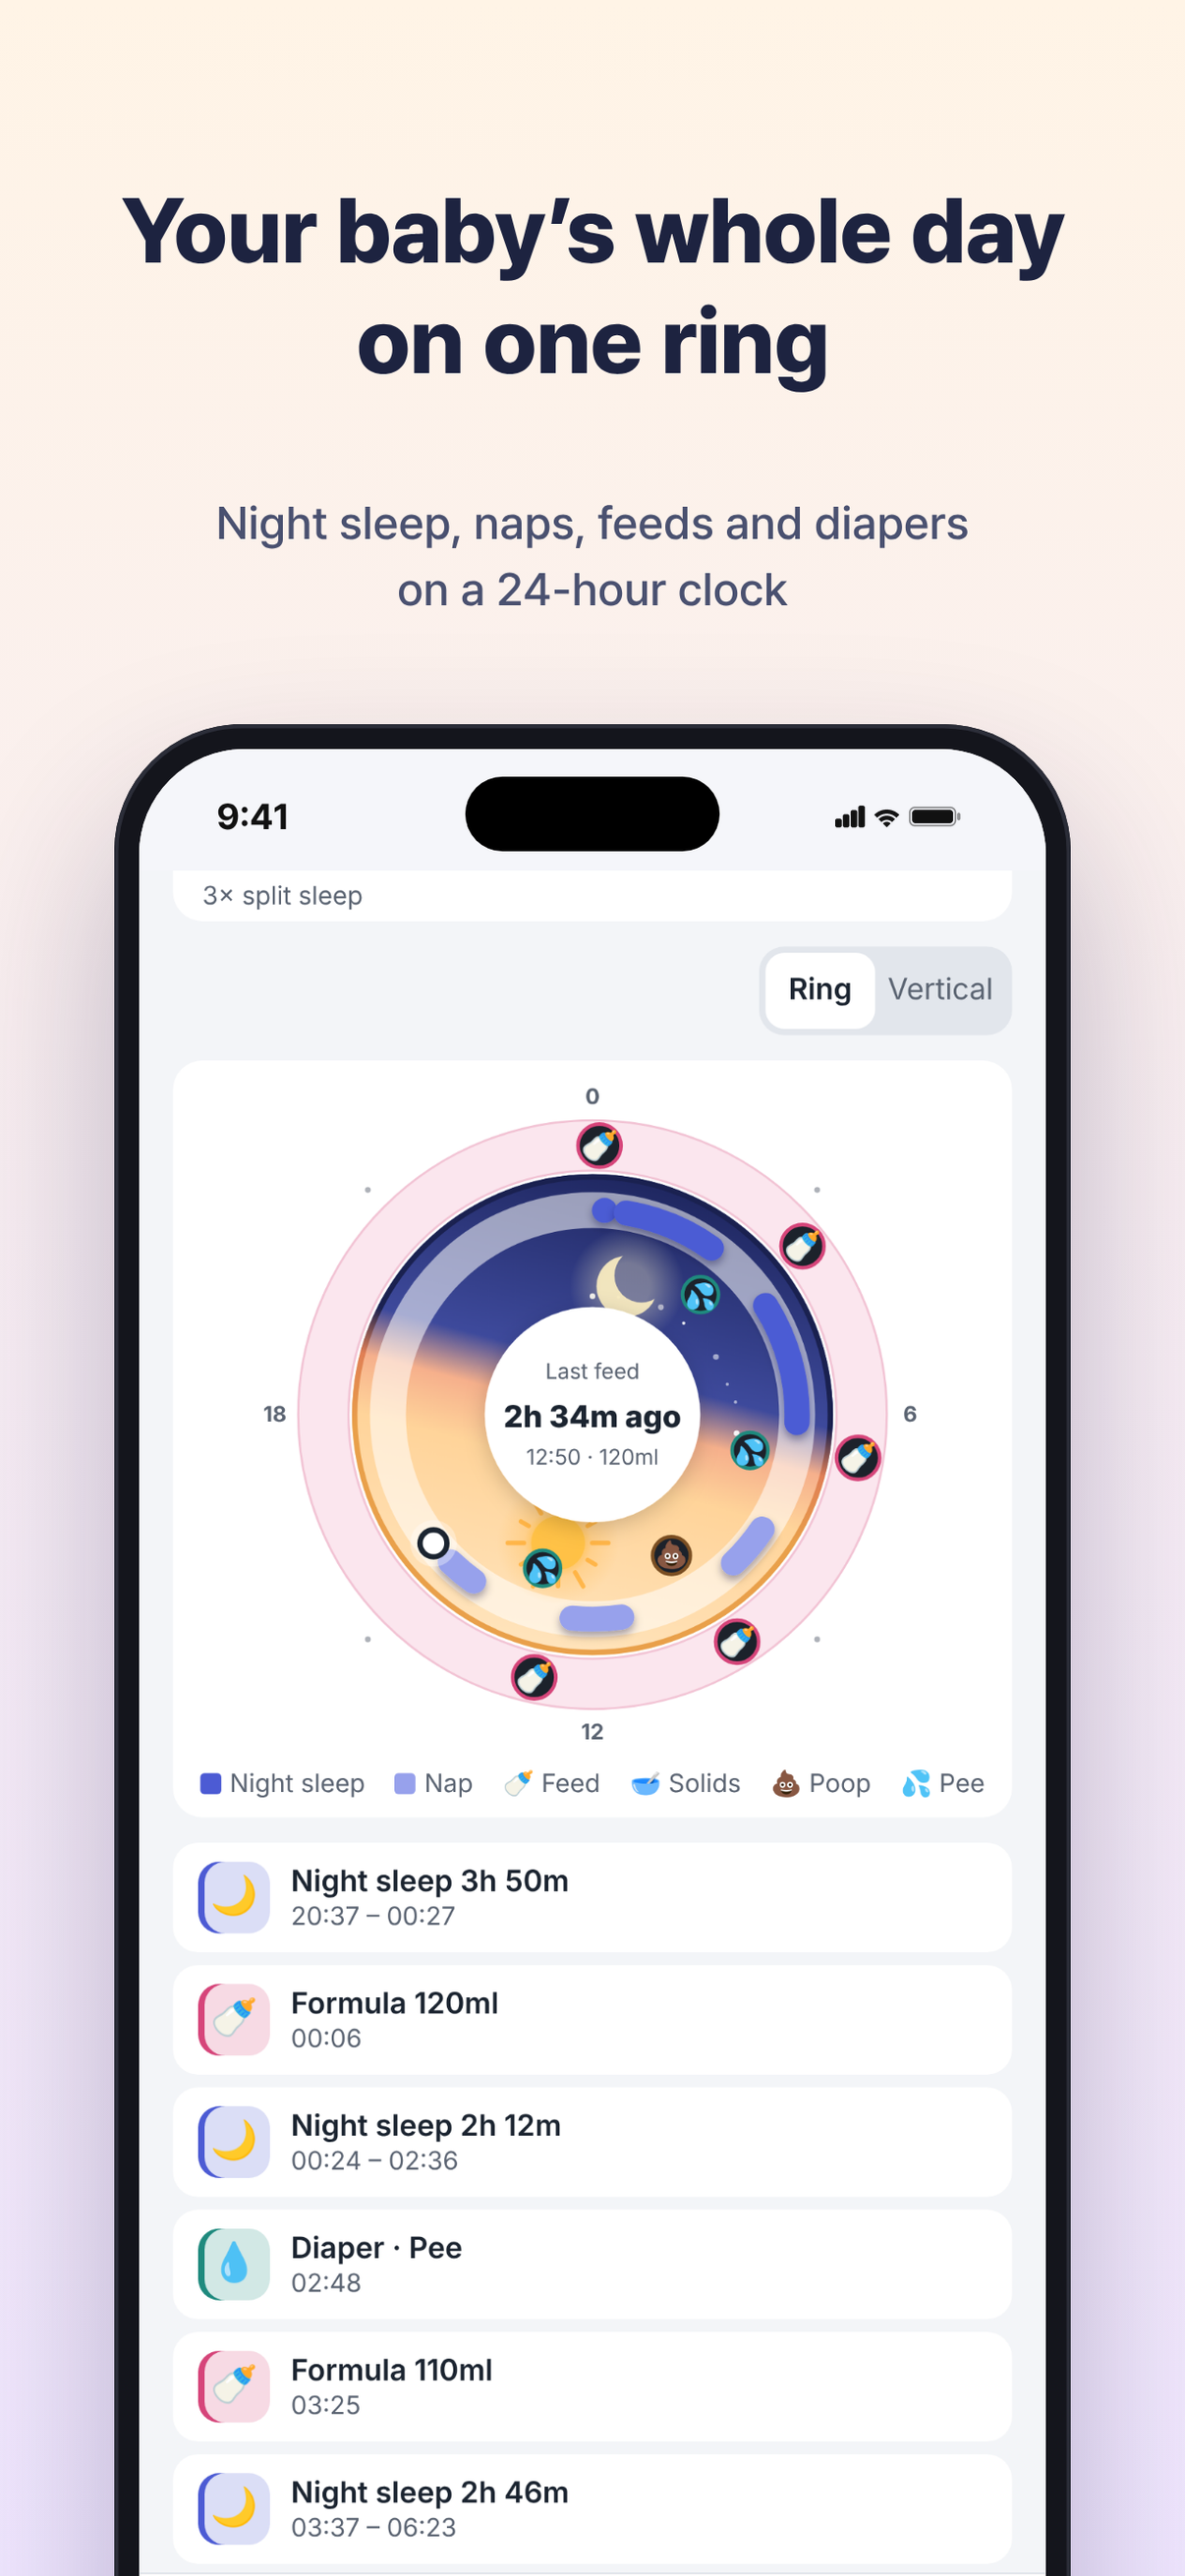 Your baby’s whole day
on one ring
Night sleep, naps, feeds and diapers
on a 24-hour clock
9:41
3× split sleep
Ring Vertical
0
18
6
Last feed
2h 34m ago
12:50 · 120ml
12
Night sleep Nap Feed Solids Poop Pee
Night sleep 3h 50m
20:37 – 00:27
Formula 120ml
00:06
Night sleep 2h 12m
00:24 – 02:36
Diaper · Pee
02:48
Formula 110ml
03:25
Night sleep 2h 46m
03:37 – 06:23